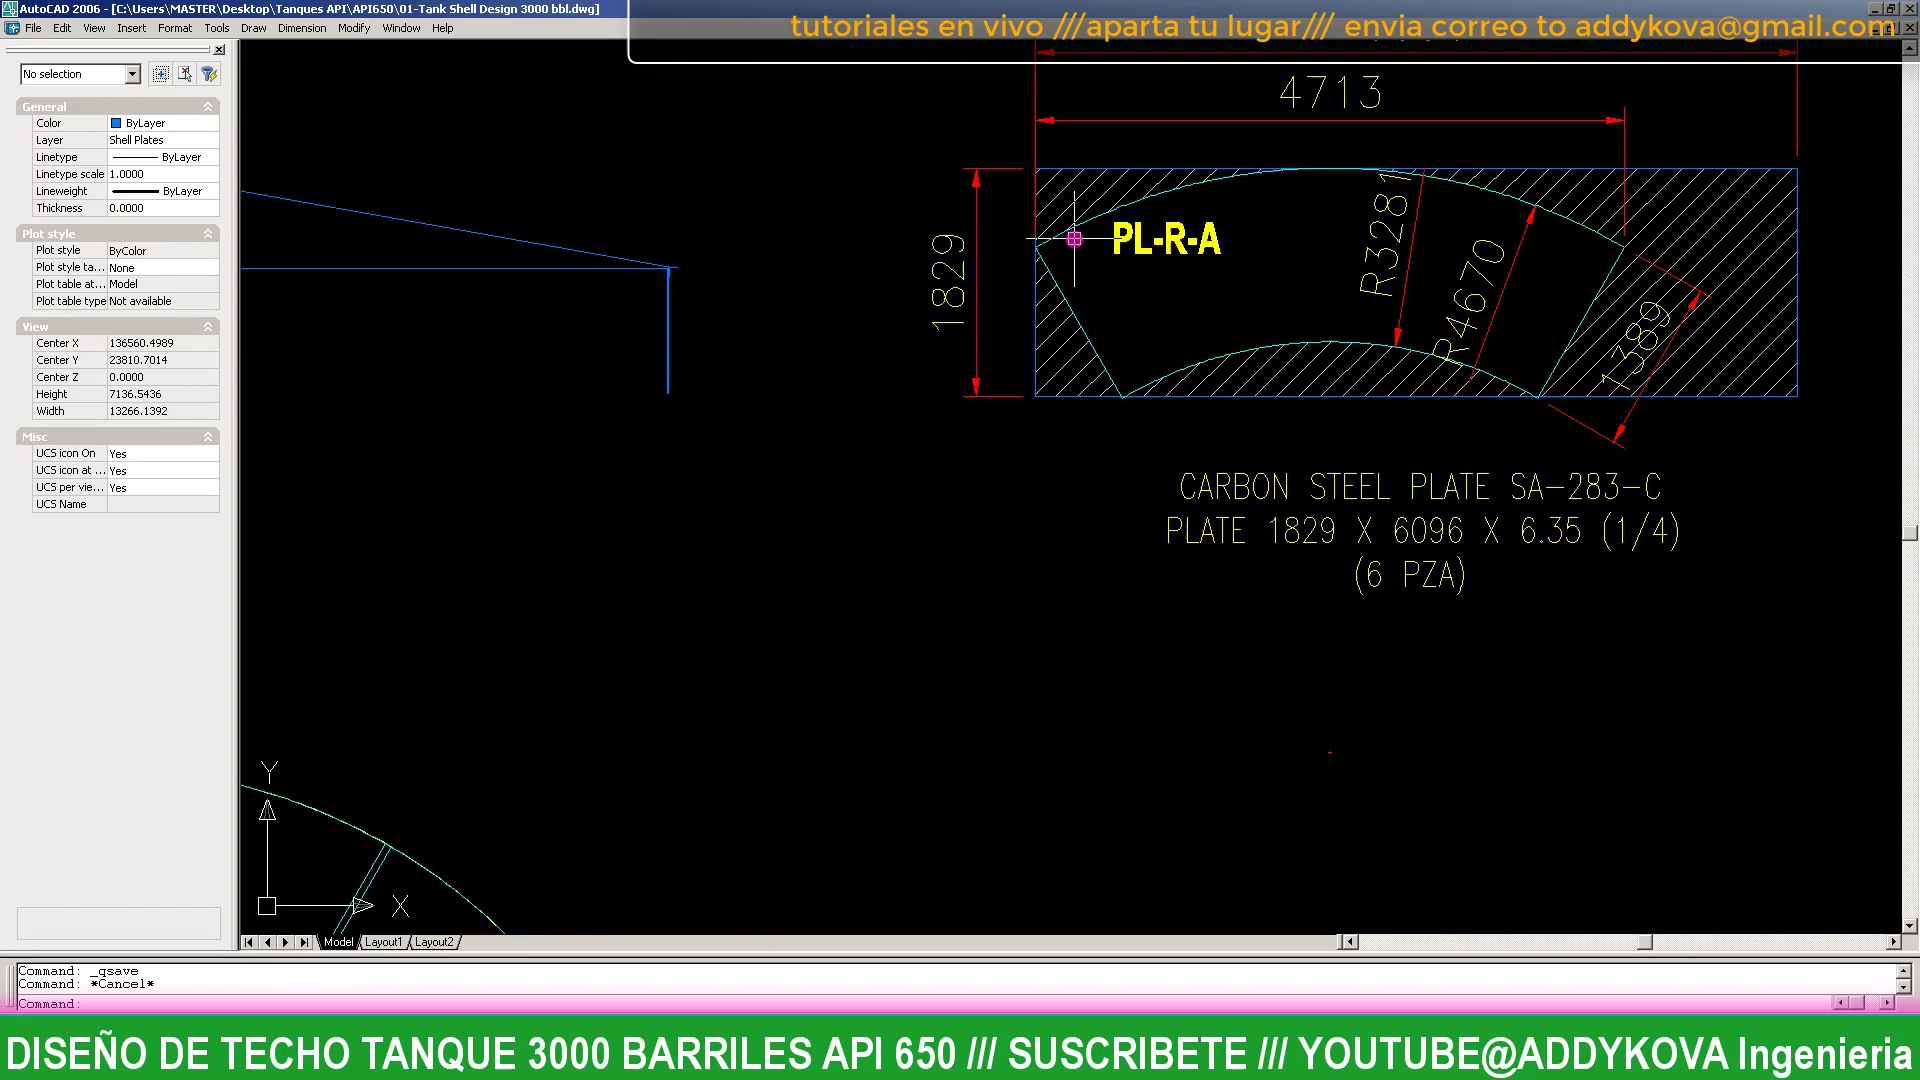 AutoCAD 2006 - [C:\Users\MASTER\Desktop\Tanques API\API650\01-Tank Shell Design 3000 bbl.dwg]
tutoriales en vivo ///aparta tu lugar/// envia correo to addykova@gmail.com
File Edit View Insert Format Tools Draw Dimension Modify Window Help
No selection
General
Color ByLayer
Layer Shell Plates
Linetype ByLayer
Linetype scale 1.0000
Lineweight ByLayer
Thickness 0.0000
Plot style
Plot style ByColor
Plot style ta... None
Plot table at... Model
Plot table type Not available
View
Center X 136560.4989
Center Y 23810.7014
Center Z 0.0000
Height 7136.5436
Width 13266.1392
Misc
UCS icon On Yes
UCS icon at ... Yes
UCS per vie... Yes
UCS Name
4713
1829
PL-R-A
R3281
R4670
1389
CARBON STEEL PLATE SA-283-C
PLATE 1829 X 6096 X 6.35 (1/4)
(6 PZA)
Y
X
Model Layout1 Layout2
Command: _qsave
Command: *Cancel*
Command:
DISEÑO DE TECHO TANQUE 3000 BARRILES API 650 /// SUSCRIBETE /// YOUTUBE@ADDYKOVA Ingenieria